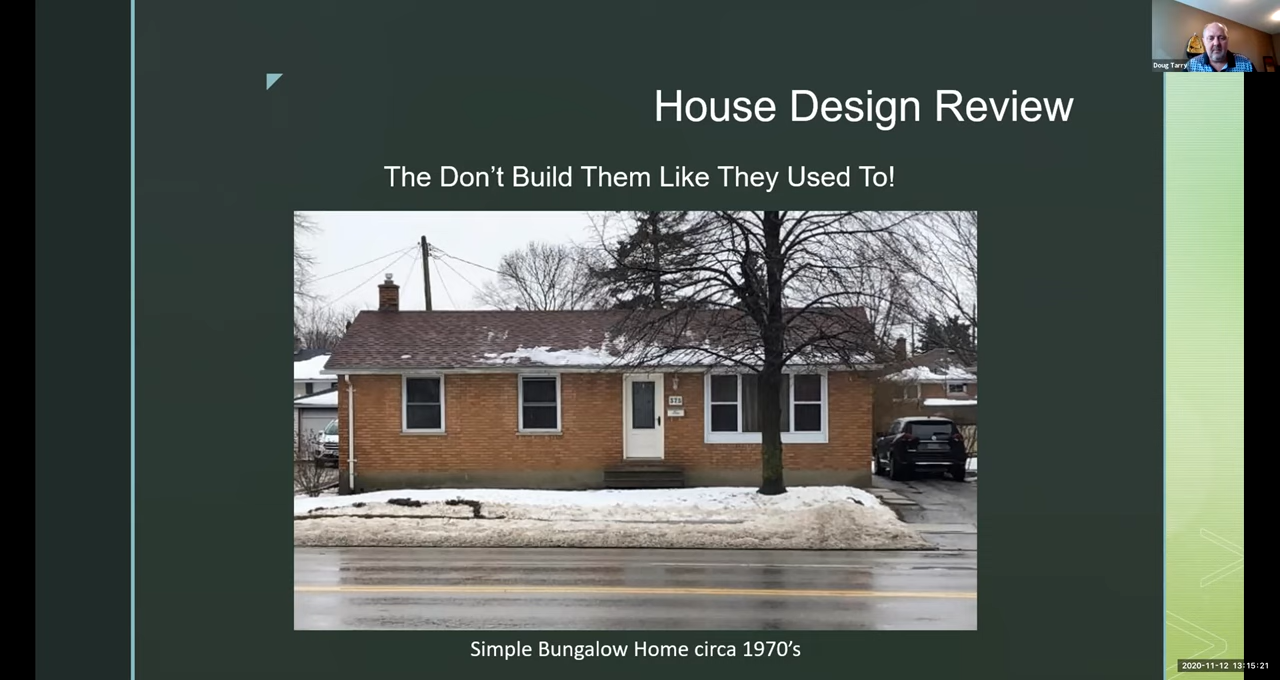 House Design Review
The Don’t Build Them Like They Used To!
Simple Bungalow Home circa 1970’s
Doug Tarry
2020-11-12 13:15:21